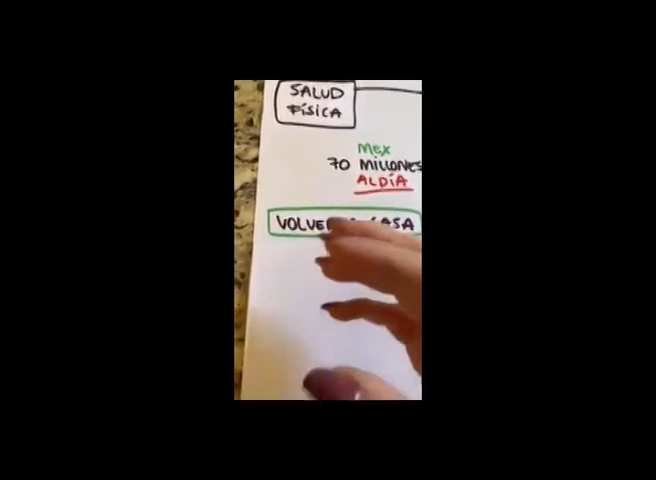 SALUD
FÍSICA
MEX
70 MILLONES
ALDÍA
VOLVER A CASA